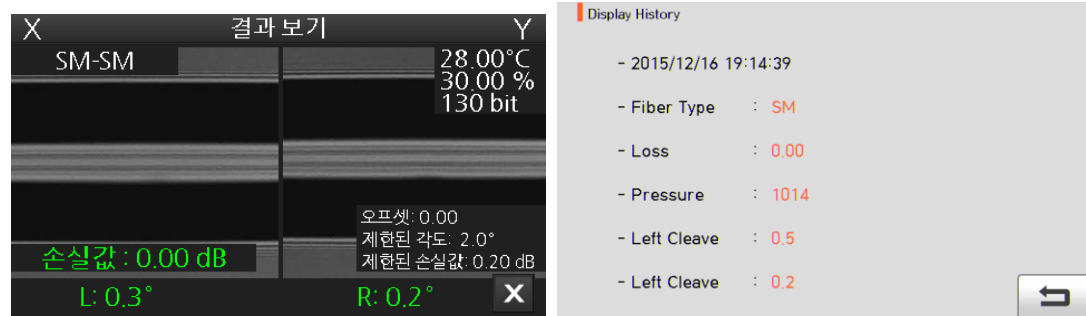 X 결과 보기 Y
SM-SM
28.00°C
30.00 %
130 bit
오프셋: 0.00
제한된 각도: 2.0°
제한된 손실값: 0.20 dB
손실값 : 0.00 dB
L: 0.3° R: 0.2° X
Display History
- 2015/12/16 19:14:39
- Fiber Type : SM
- Loss : 0.00
- Pressure : 1014
- Left Cleave : 0.5
- Left Cleave : 0.2